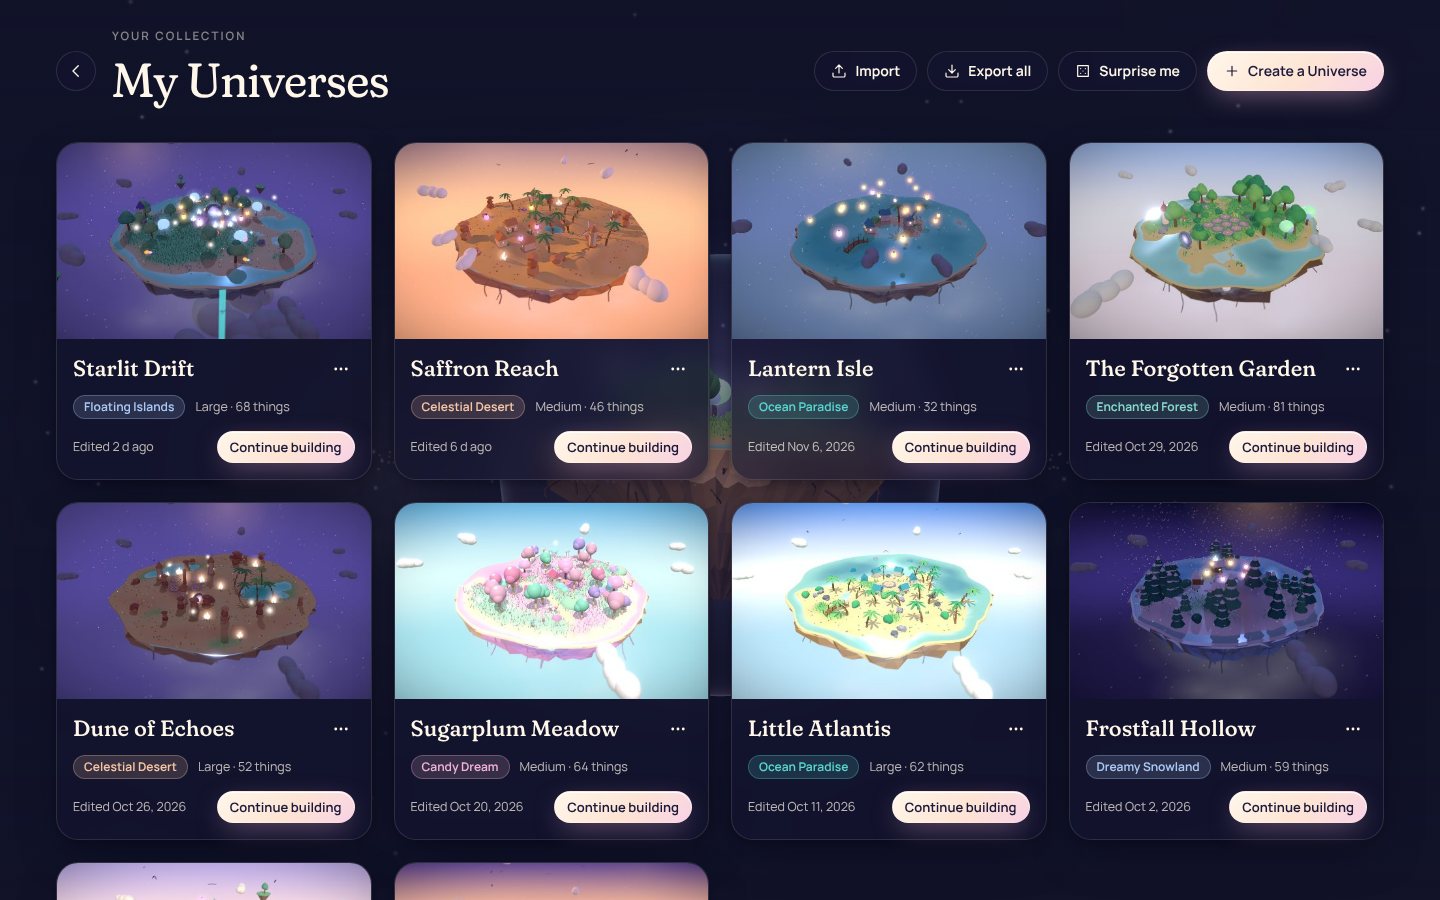 YOUR COLLECTION
My Universes
Import
Export all
Surprise me
Create a Universe
Starlit Drift
Floating Islands
Large · 68 things
Edited 2 d ago
Continue building
Saffron Reach
Celestial Desert
Medium · 46 things
Edited 6 d ago
Continue building
Lantern Isle
Ocean Paradise
Medium · 32 things
Edited Nov 6, 2026
Continue building
The Forgotten Garden
Enchanted Forest
Medium · 81 things
Edited Oct 29, 2026
Continue building
Dune of Echoes
Celestial Desert
Large · 52 things
Edited Oct 26, 2026
Continue building
Sugarplum Meadow
Candy Dream
Medium · 64 things
Edited Oct 20, 2026
Continue building
Little Atlantis
Ocean Paradise
Large · 62 things
Edited Oct 11, 2026
Continue building
Frostfall Hollow
Dreamy Snowland
Medium · 59 things
Edited Oct 2, 2026
Continue building